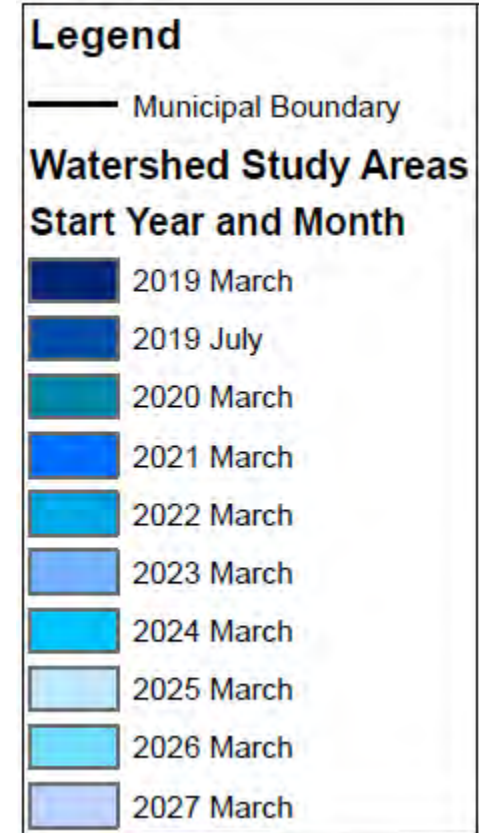 Legend
Municipal Boundary
Watershed Study Areas
Start Year and Month
2019 March
2019 July
2020 March
2021 March
2022 March
2023 March
2024 March
2025 March
2026 March
2027 March